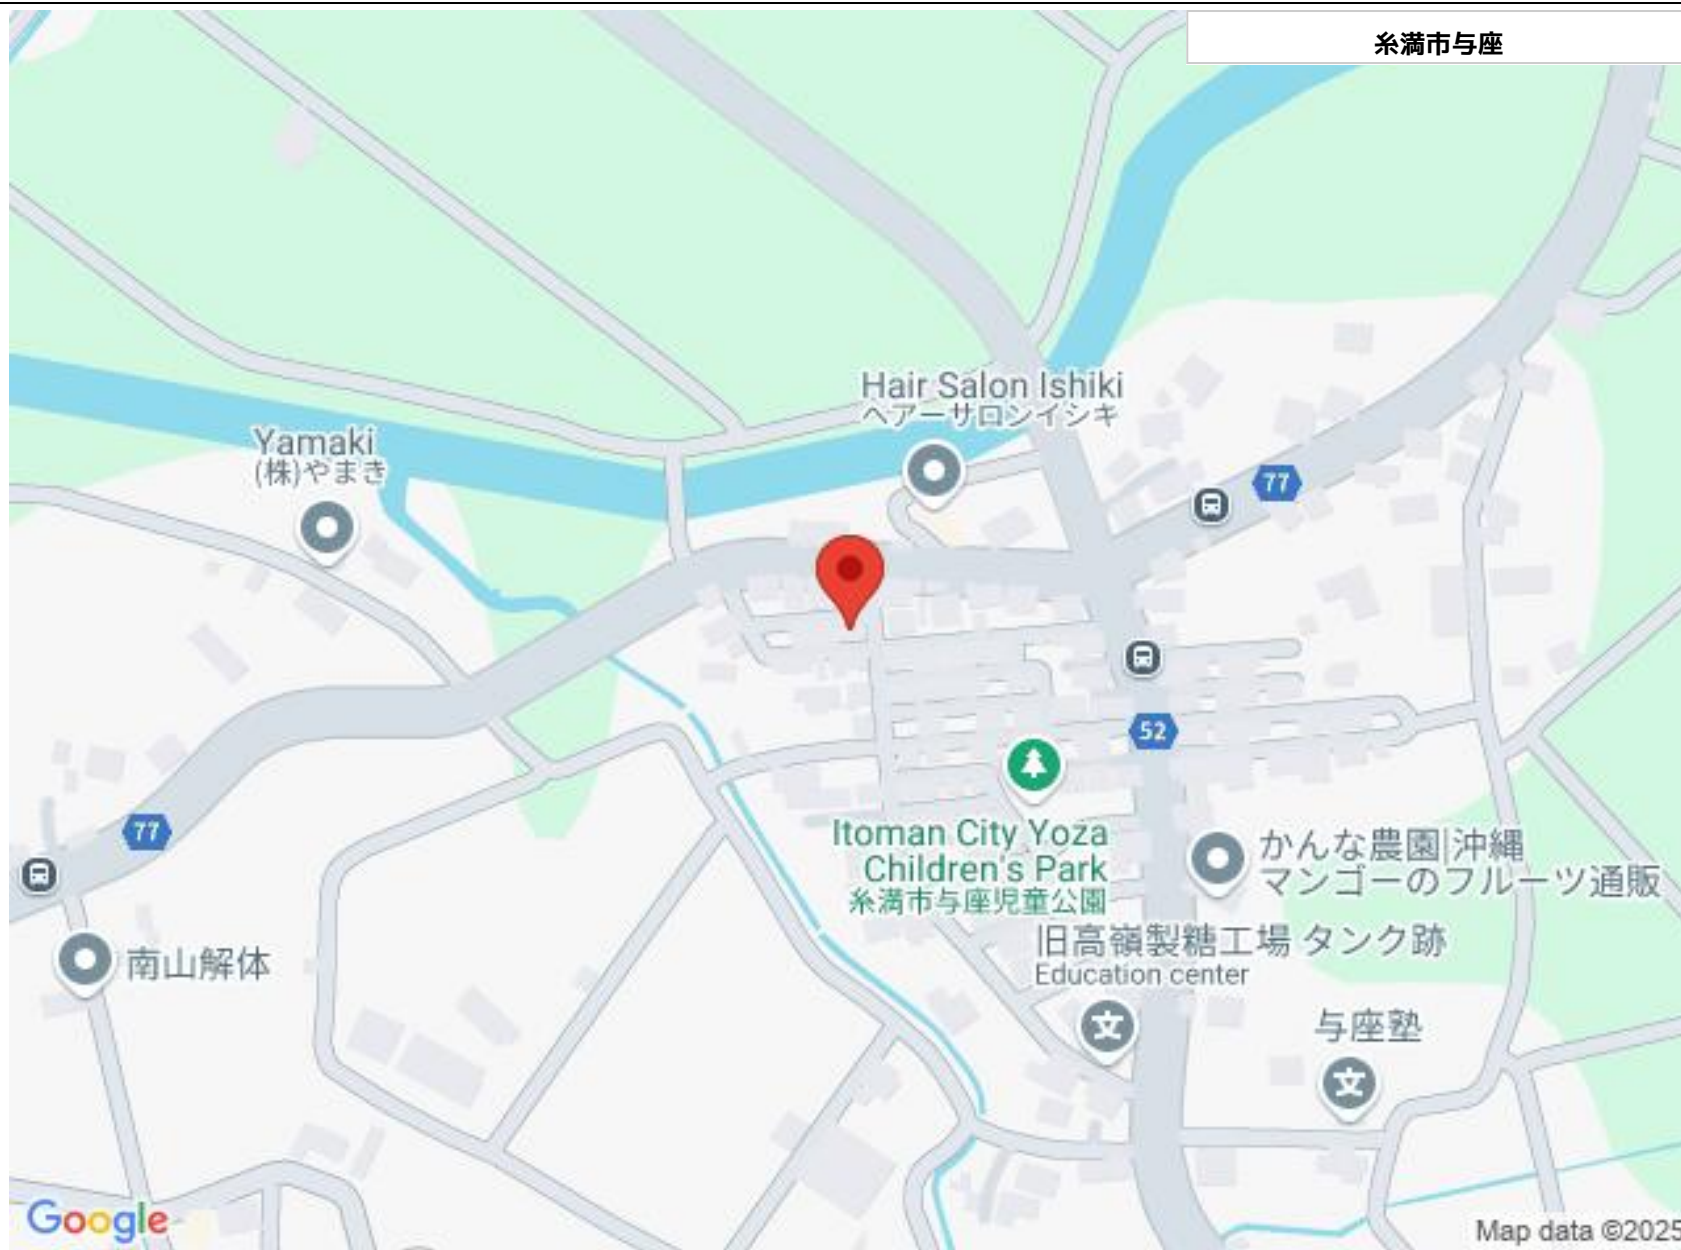 糸満市与座
Hair Salon Ishiki
ヘアーサロンイシキ
Yamaki
(株)やまき
77
52
Itoman City Yoza
Children's Park
糸満市与座児童公園
77
かんな農園|沖縄
マンゴーのフルーツ通販
旧高嶺製糖工場 タンク跡
Education center
南山解体
文
与座塾
文
Google
Map data ©2025